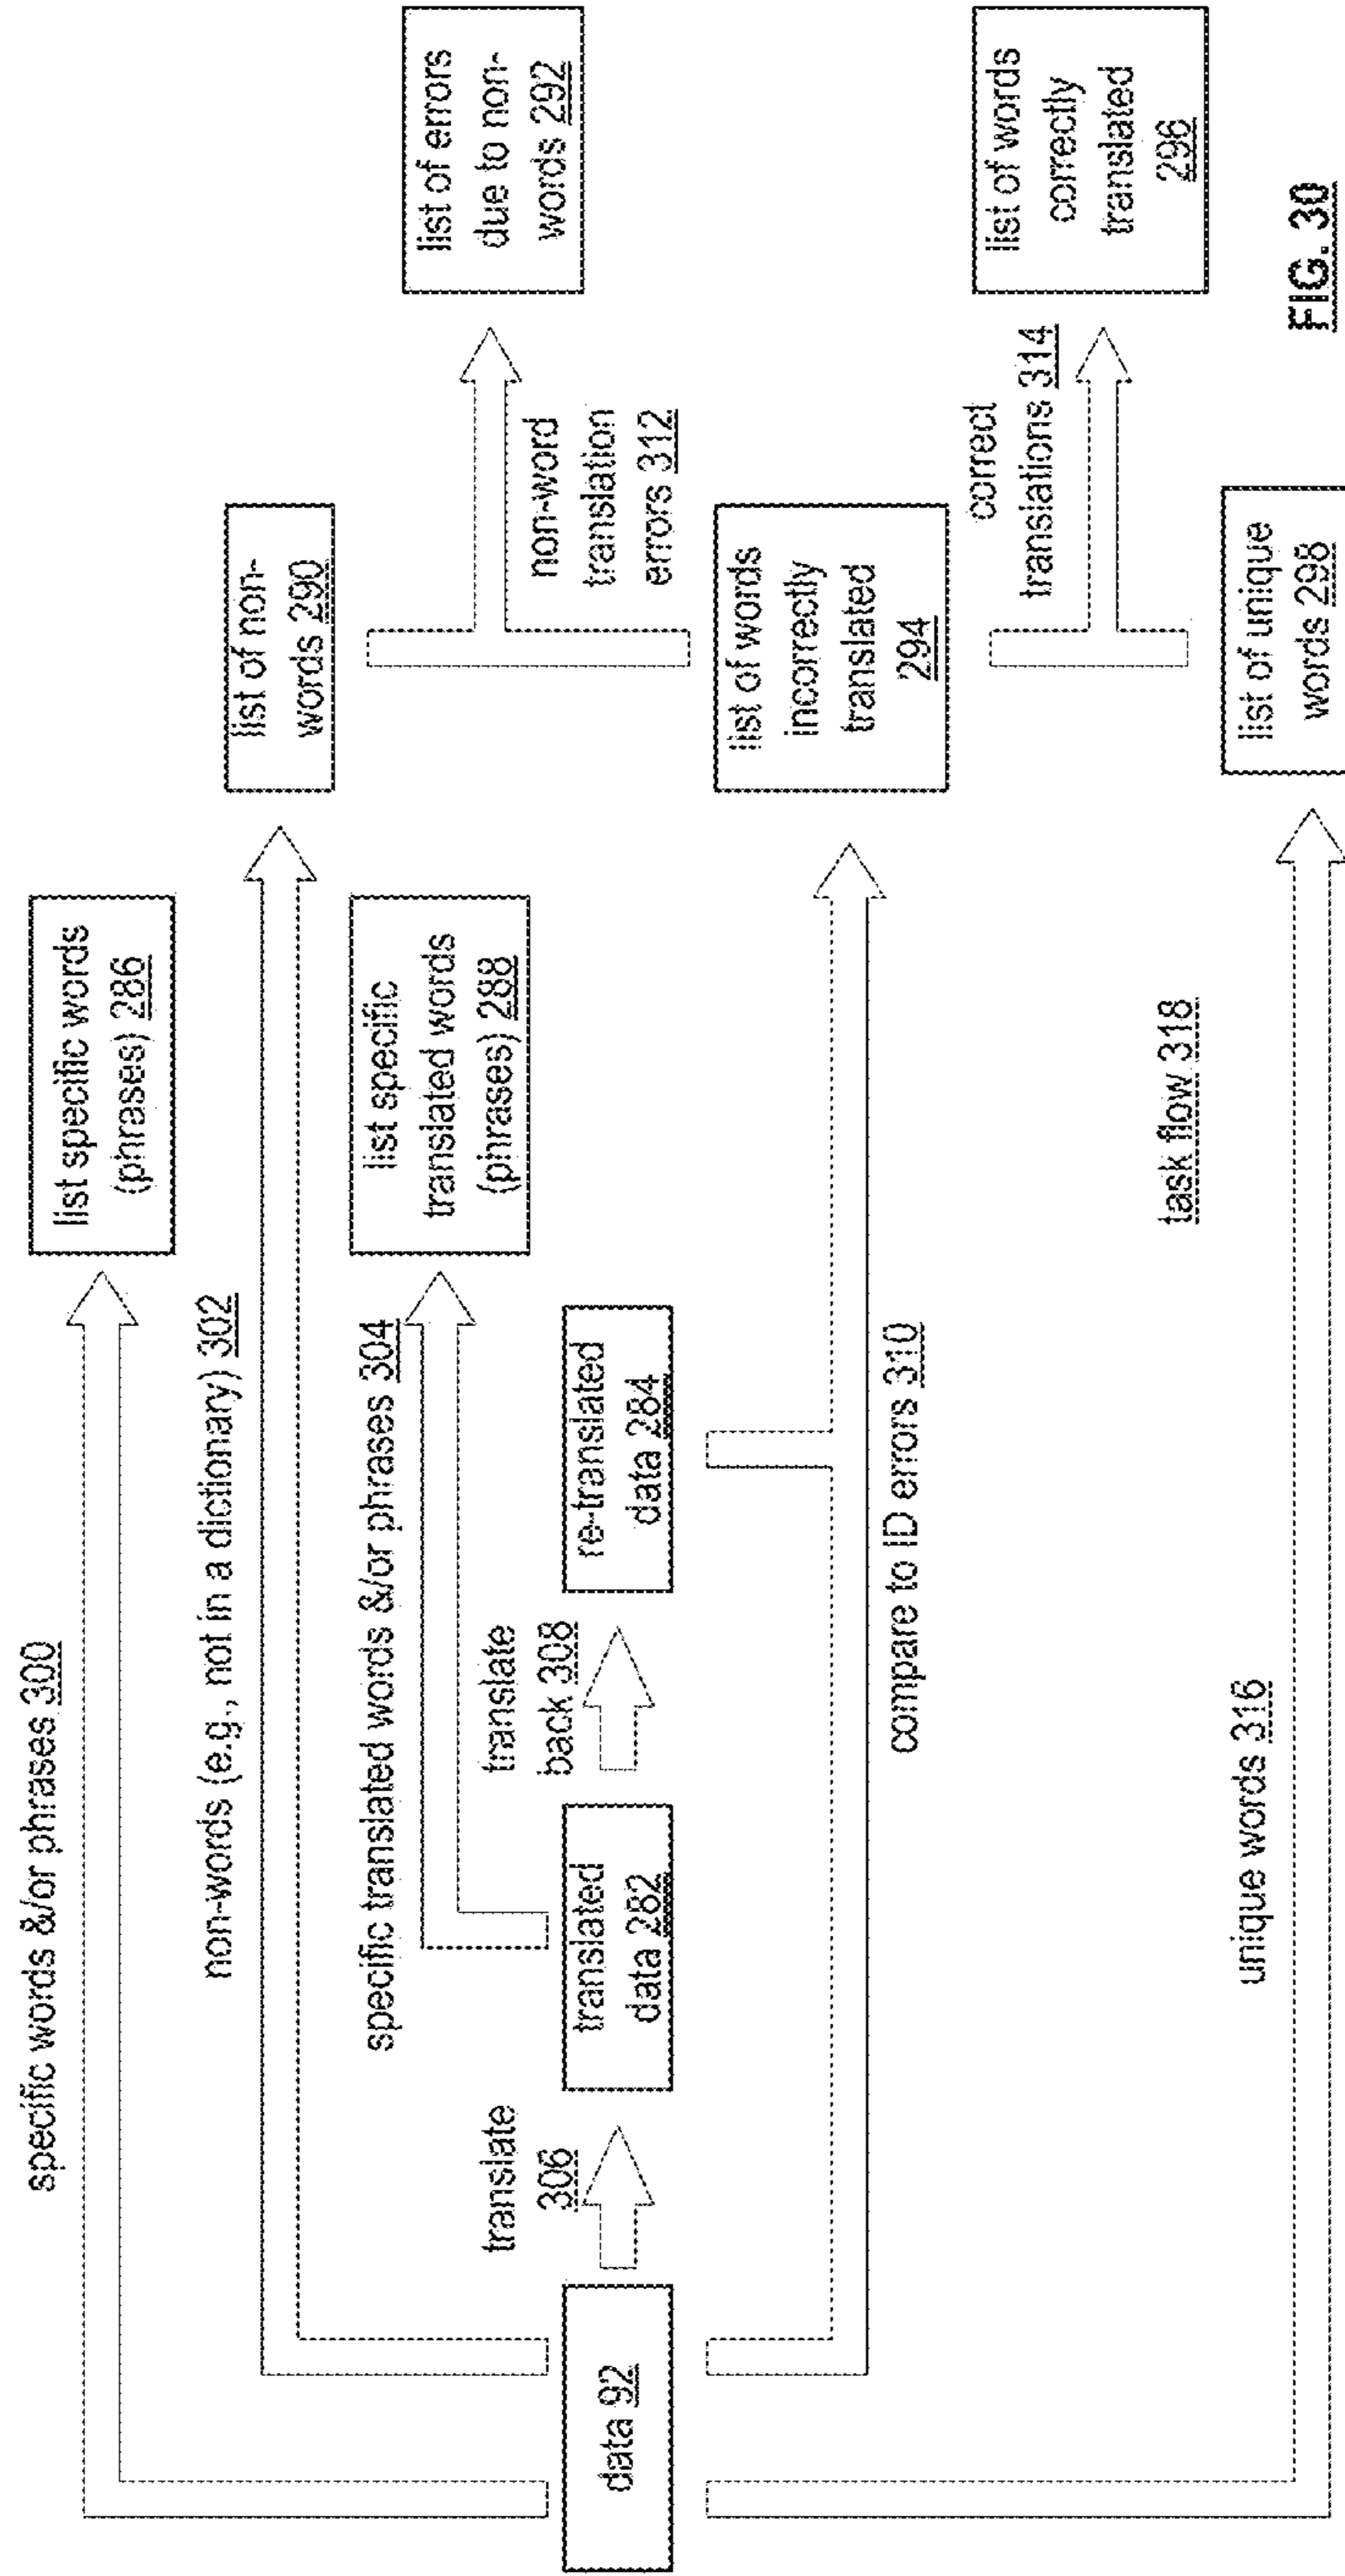 specific words &/or phrases 300
list specific words
(phrases) 286
non-words (e.g., not in a dictionary) 302
list of non-
words 290
list of errors
due to non-
words 292
specific translated words &/or phrases 304
list specific
translated words
(phrases) 288
non-word
translation
errors 312
data 92
translate
306
translated
data 282
translate
back 308
re-translated
data 284
compare to ID errors 310
list of words
incorrectly
translated
294
correct
translations 314
list of words
correctly
translated
296
task flow 318
unique words 316
list of unique
words 298
FIG. 30